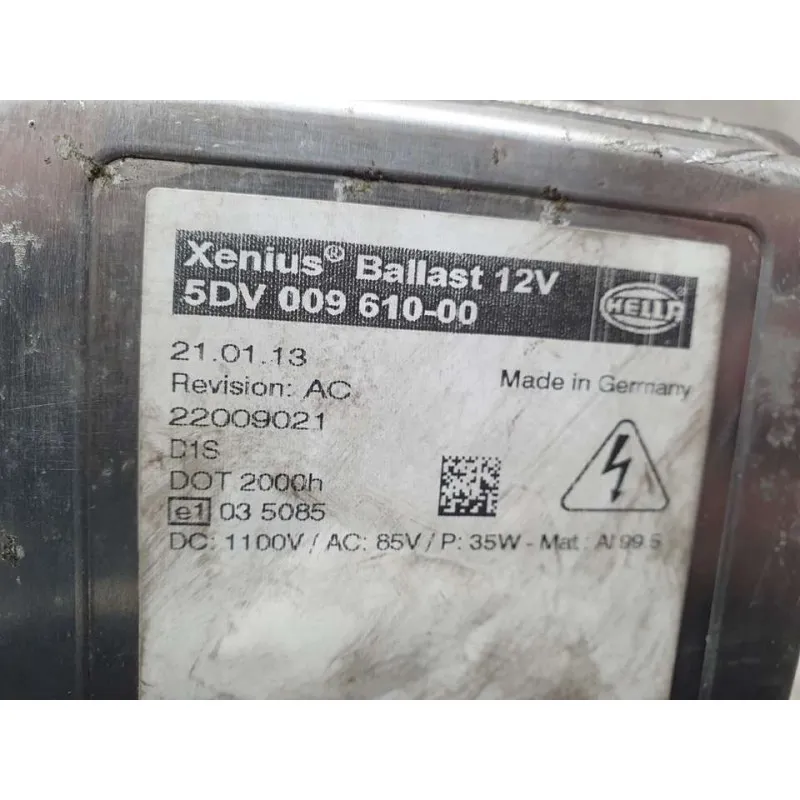 Xenius® Ballast 12V
5DV 009 610-00
HELLA
21.01.13
Revision: AC
Made in Germany
22009021
D1S
DOT 2000h
e1 03 5085
DC: 1100V / AC: 85V / P: 35W - Mat.: Al 99.5